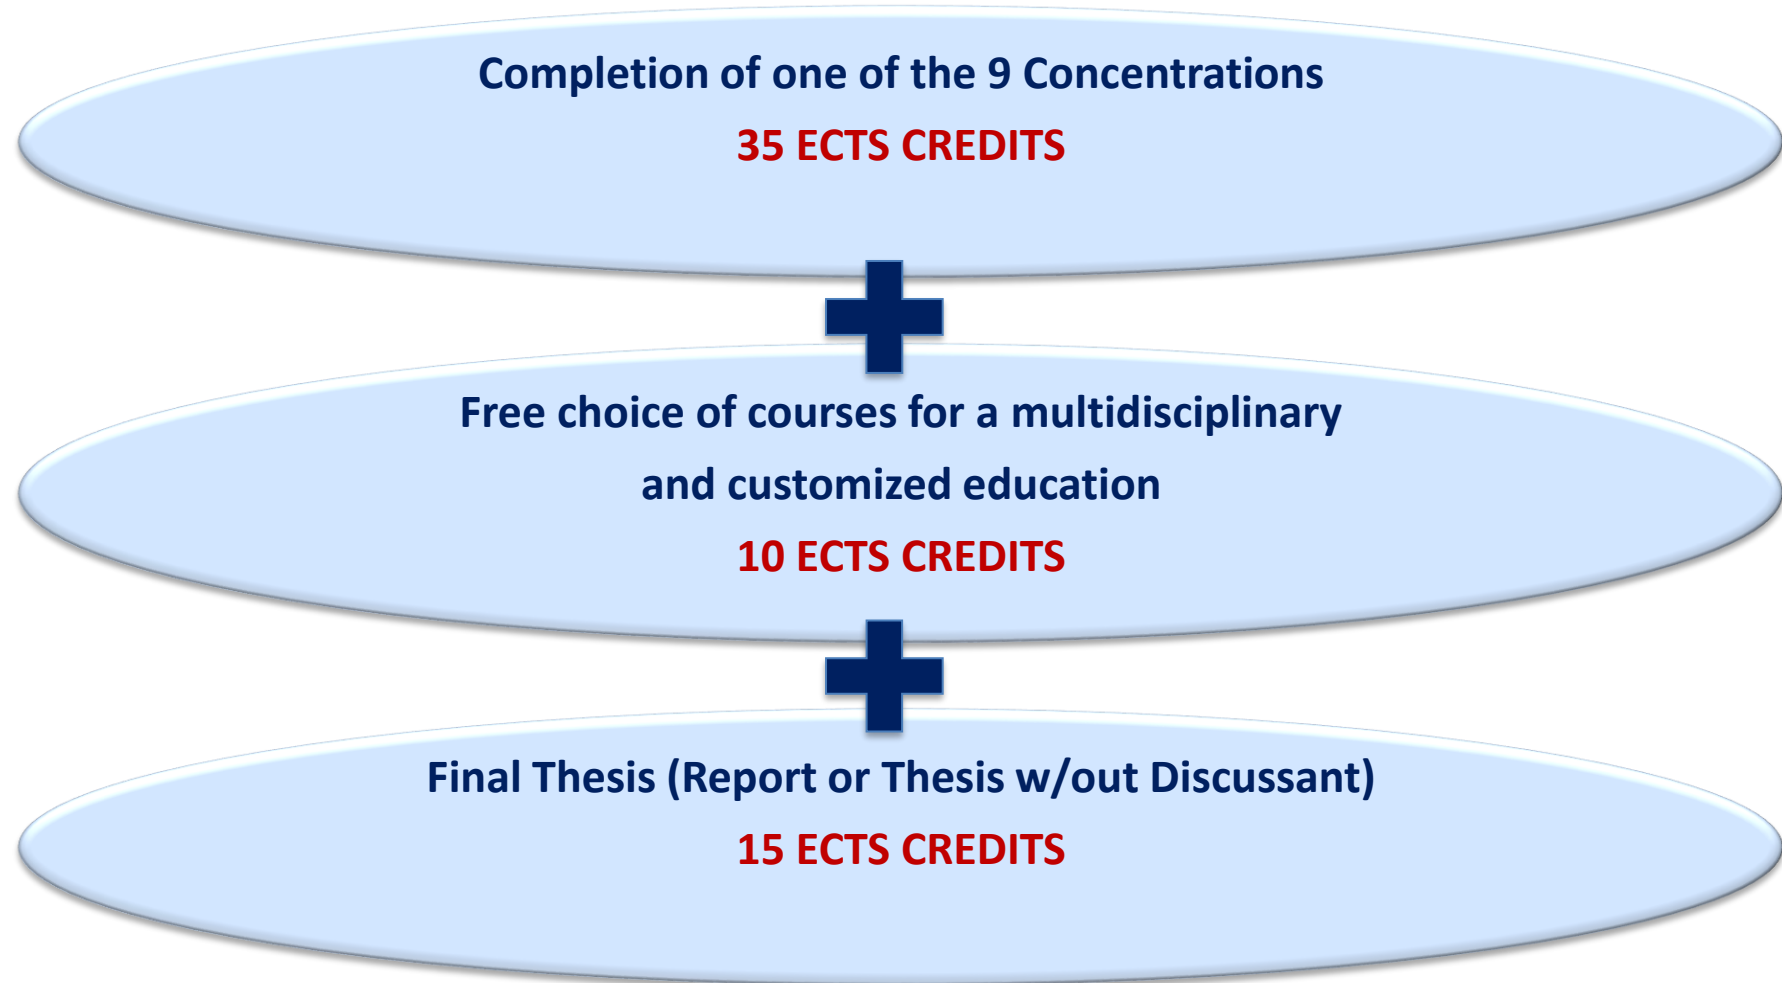 Completion of one of the 9 Concentrations
35 ECTS CREDITS
Free choice of courses for a multidisciplinary
and customized education
10 ECTS CREDITS
Final Thesis (Report or Thesis w/out Discussant)
15 ECTS CREDITS